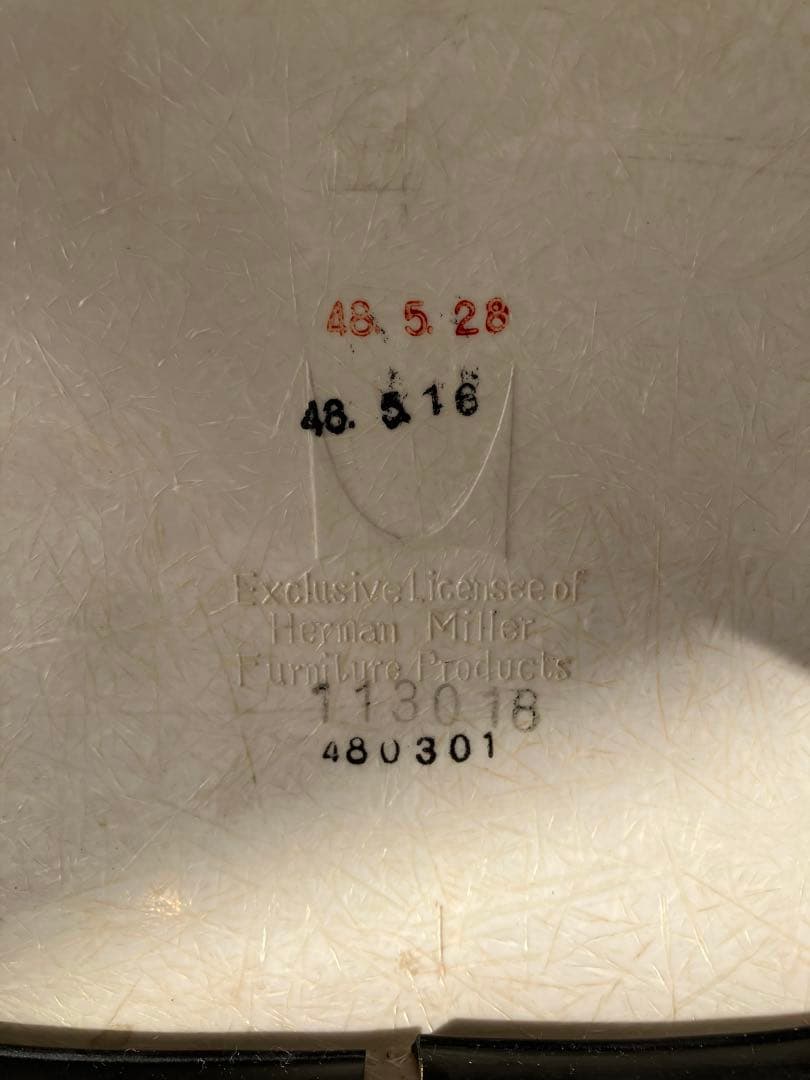 48. 5. 28
48. 5. 16
Exclusive Licensee of
Herman Miller
Furniture Products
113018
480301